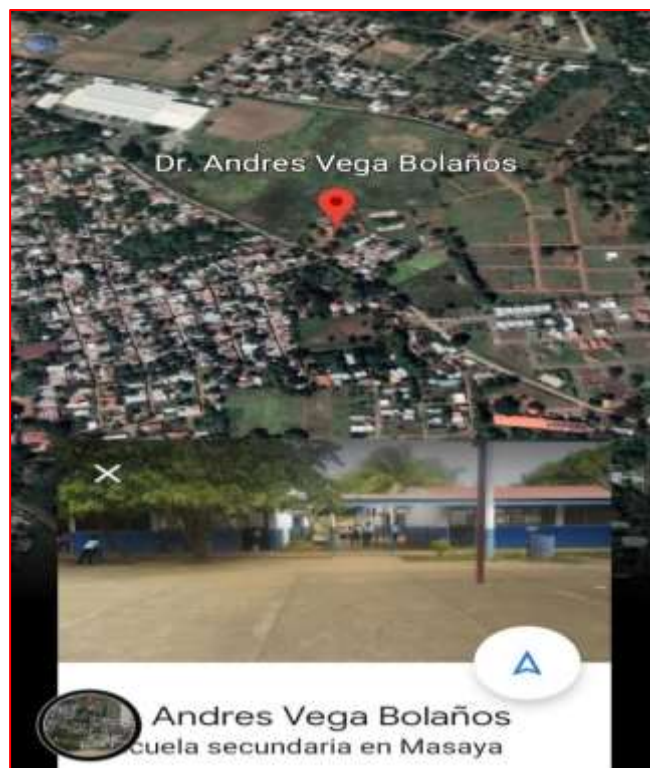 Dr. Andres Vega Bolaños
Andres Vega Bolaños
cuela secundaria en Masaya